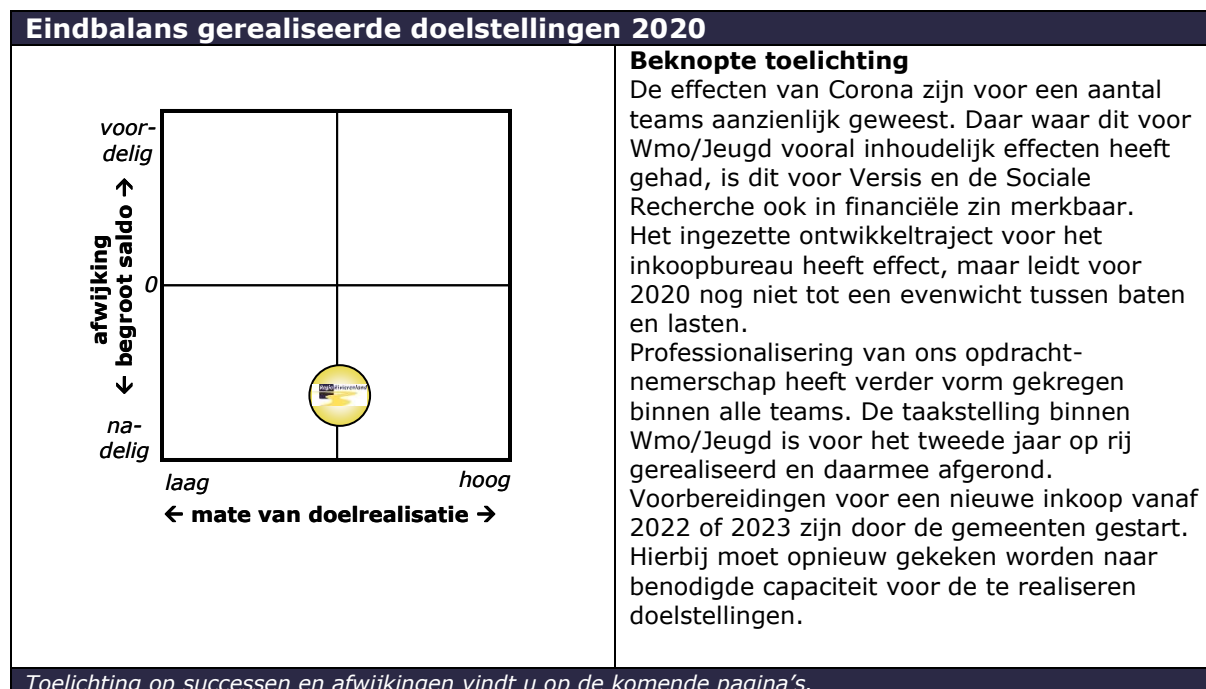 Eindbalans gerealiseerde doelstellingen 2020
voor-
delig
afwijking
← begroot saldo →
0
na-
delig
laag
hoog
← mate van doelrealisatie →
Regio Rivierenland
Beknopte toelichting
De effecten van Corona zijn voor een aantal
teams aanzienlijk geweest. Daar waar dit voor
Wmo/Jeugd vooral inhoudelijk effecten heeft
gehad, is dit voor Versis en de Sociale
Recherche ook in financiële zin merkbaar.
Het ingezette ontwikkeltraject voor het
inkoopbureau heeft effect, maar leidt voor
2020 nog niet tot een evenwicht tussen baten
en lasten.
Professionalisering van ons opdracht-
nemerschap heeft verder vorm gekregen
binnen alle teams. De taakstelling binnen
Wmo/Jeugd is voor het tweede jaar op rij
gerealiseerd en daarmee afgerond.
Voorbereidingen voor een nieuwe inkoop vanaf
2022 of 2023 zijn door de gemeenten gestart.
Hierbij moet opnieuw gekeken worden naar
benodigde capaciteit voor de te realiseren
doelstellingen.
Toelichting op successen en afwijkingen vindt u op de komende pagina's.